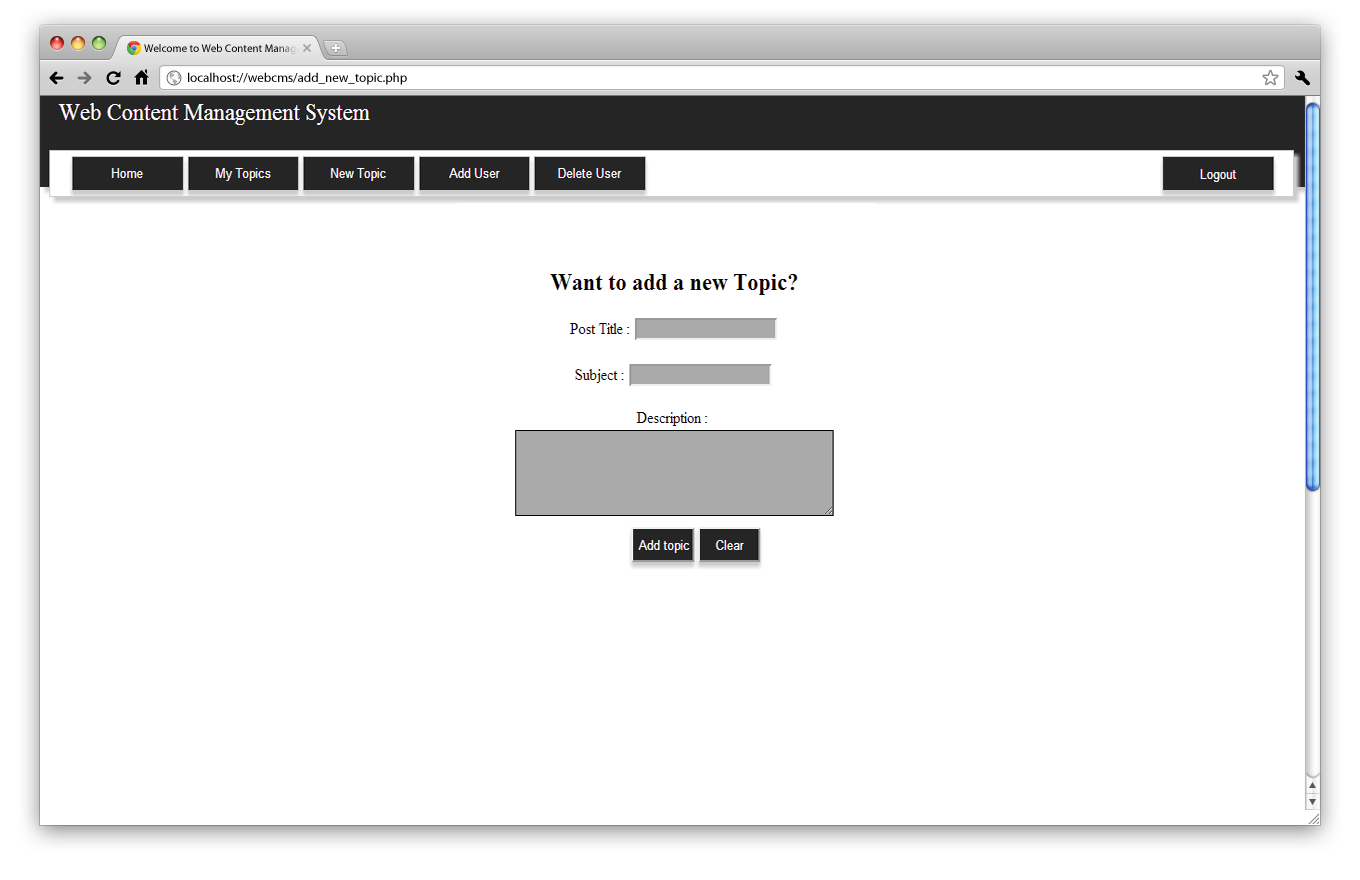 Welcome to Web Content Manag
localhost://webcms/add_new_topic.php
Web Content Management System
Home My Topics New Topic Add User Delete User Logout
Want to add a new Topic?
Post Title :
Subject :
Description :
Add topic Clear